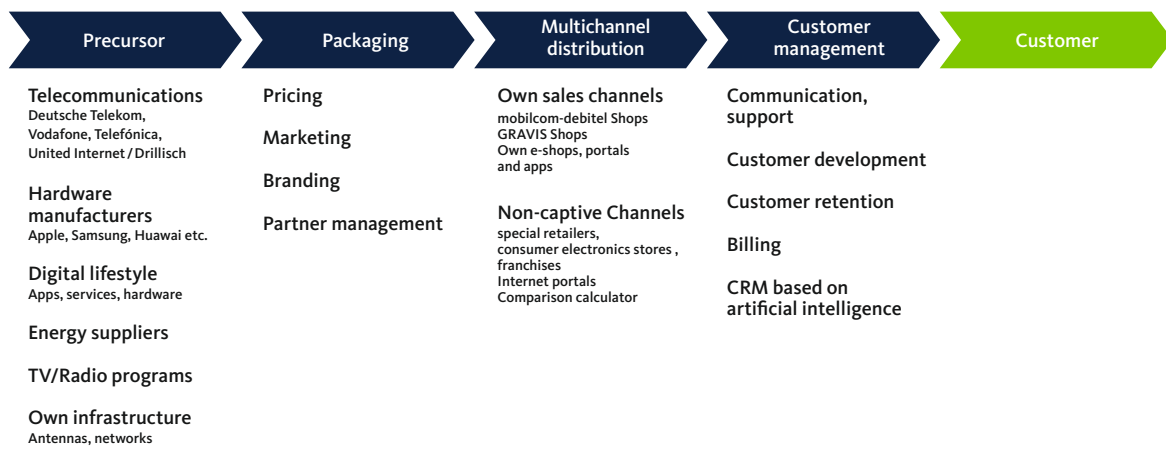 Precursor
Packaging
Multichannel
distribution
Customer
management
Customer
Telecommunications
Deutsche Telekom,
Vodafone, Telefónica,
United Internet / Drillisch
Hardware
manufacturers
Apple, Samsung, Huawei etc.
Digital lifestyle
Apps, services, hardware
Energy suppliers
TV/Radio programs
Own infrastructure
Antennas, networks
Pricing
Marketing
Branding
Partner management
Own sales channels
mobilcom-debitel Shops
GRAVIS Shops
Own e-shops, portals
and apps
Non-captive Channels
special retailers,
consumer electronics stores ,
franchises
Internet portals
Comparison calculator
Communication,
support
Customer development
Customer retention
Billing
CRM based on
artificial intelligence